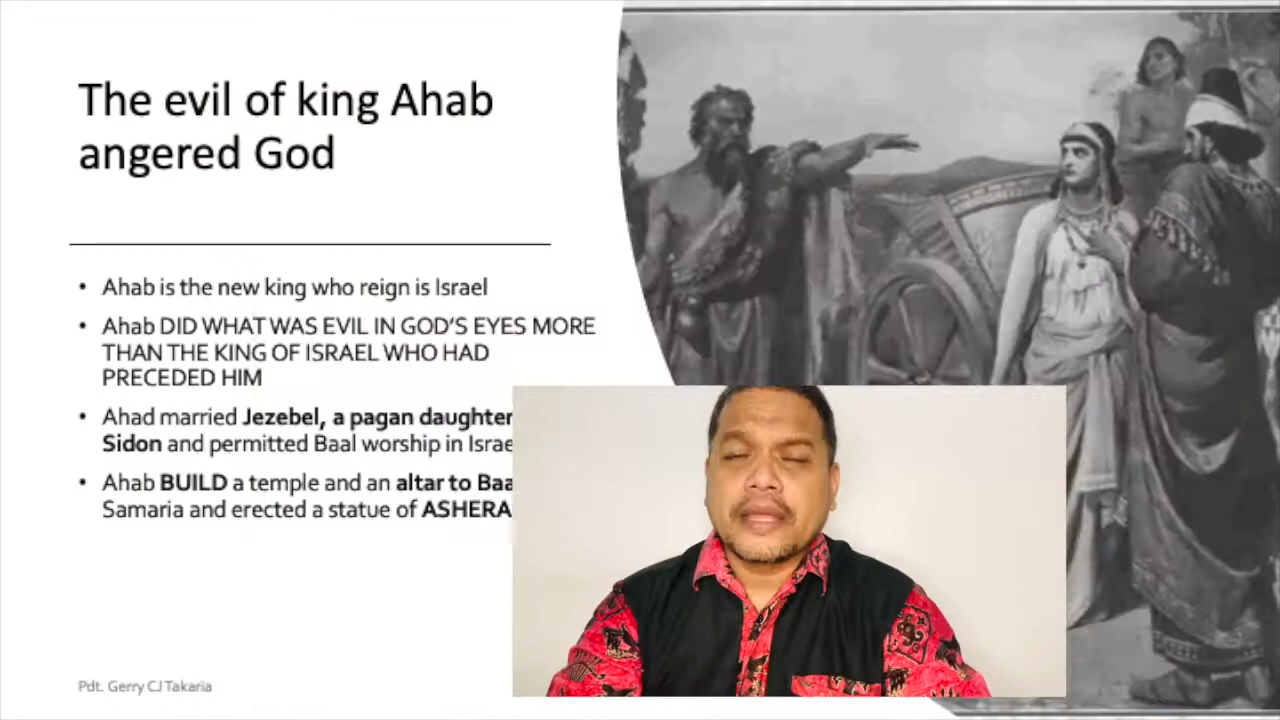 The evil of king Ahab
angered God
• Ahab is the new king who reign is Israel
• Ahab DID WHAT WAS EVIL IN GOD'S EYES MORE
THAN THE KING OF ISRAEL WHO HAD
PRECEDED HIM
• Ahad married Jezebel, a pagan daughter
Sidon and permitted Baal worship in
• Ahab BUILD a temple and an altar to
Samaria and erected a statue of
Pdt. Gerry CJ Takaria